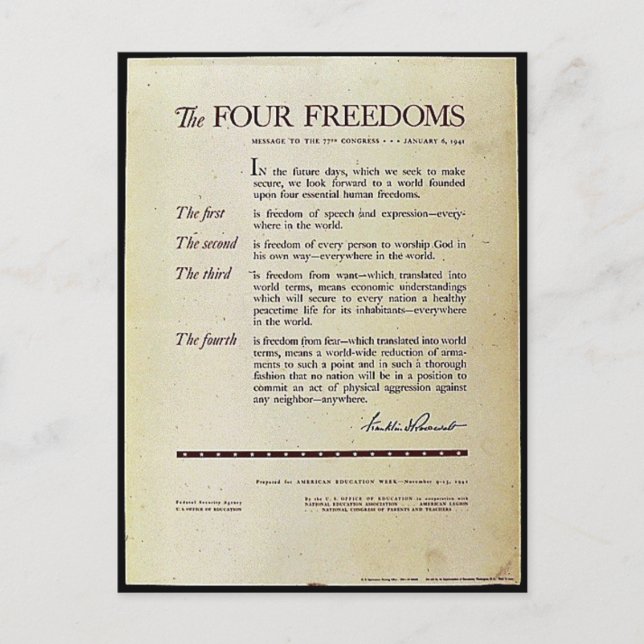 The FOUR FREEDOMS
MESSAGE TO THE 77TH CONGRESS • • • JANUARY 6, 1941
IN the future days, which we seek to make
secure, we look forward to a world founded
upon four essential human freedoms.
The first is freedom of speech and expression—every-
where in the world.
The second is freedom of every person to worship God in
his own way—everywhere in the world.
The third is freedom from want—which translated into
world terms, means economic understandings
which will secure to every nation a healthy
peacetime life for its inhabitants—everywhere
in the world.
The fourth is freedom from fear—which translated into world
terms, means a world-wide reduction of arma-
ments to such a point and in such a thorough
fashion that no nation will be in a position to
commit an act of physical aggression against
any neighbor—anywhere.
Franklin D Roosevelt
Prepared for AMERICAN EDUCATION WEEK—November 9-15, 1941
Federal Security Agency
U.S. OFFICE OF EDUCATION
By the U. S. OFFICE OF EDUCATION in cooperation with
NATIONAL EDUCATION ASSOCIATION . . . AMERICAN LEGION
NATIONAL CONGRESS OF PARENTS AND TEACHERS